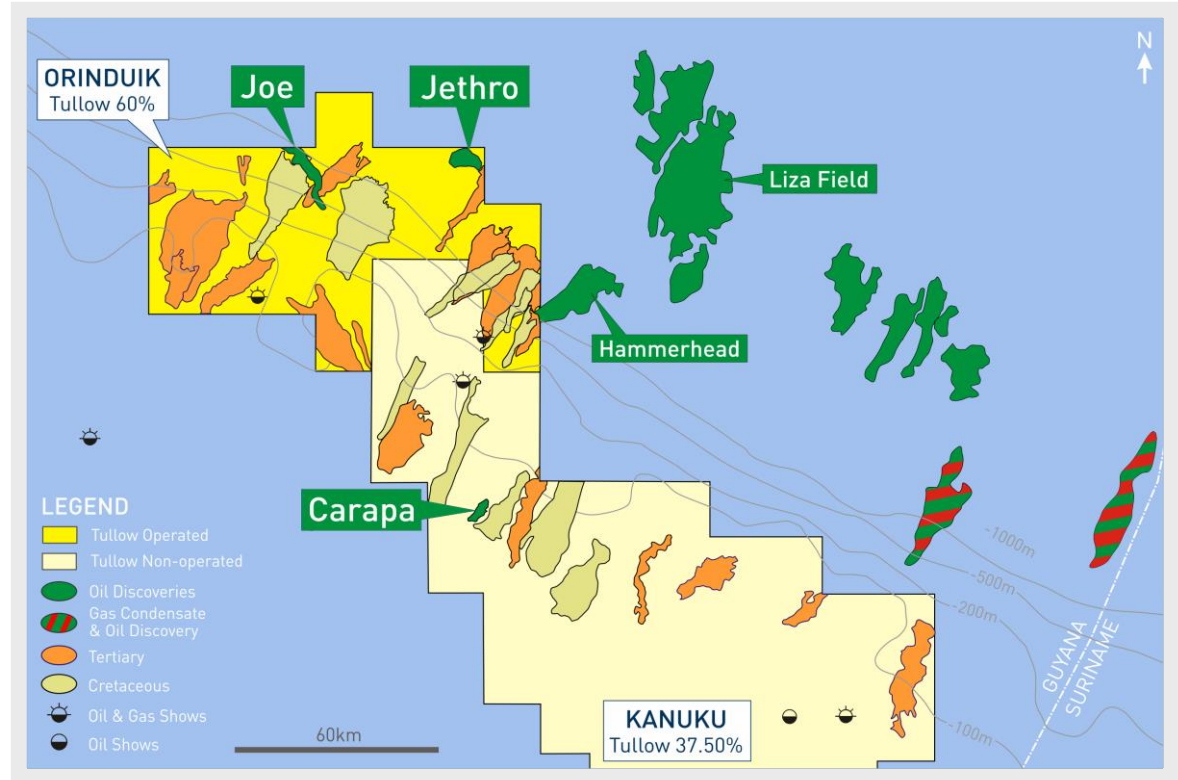 N
ORINDUIK
Tullow 60%
Joe
Jethro
Liza Field
Hammerhead
Carapa
LEGEND
Tullow Operated
Tullow Non-operated
Oil Discoveries
Gas Condensate
& Oil Discovery
Tertiary
Cretaceous
Oil & Gas Shows
Oil Shows
60km
KANUKU
Tullow 37.50%
-1000m
-500m
-200m
-100m
GUYANA
SURINAME